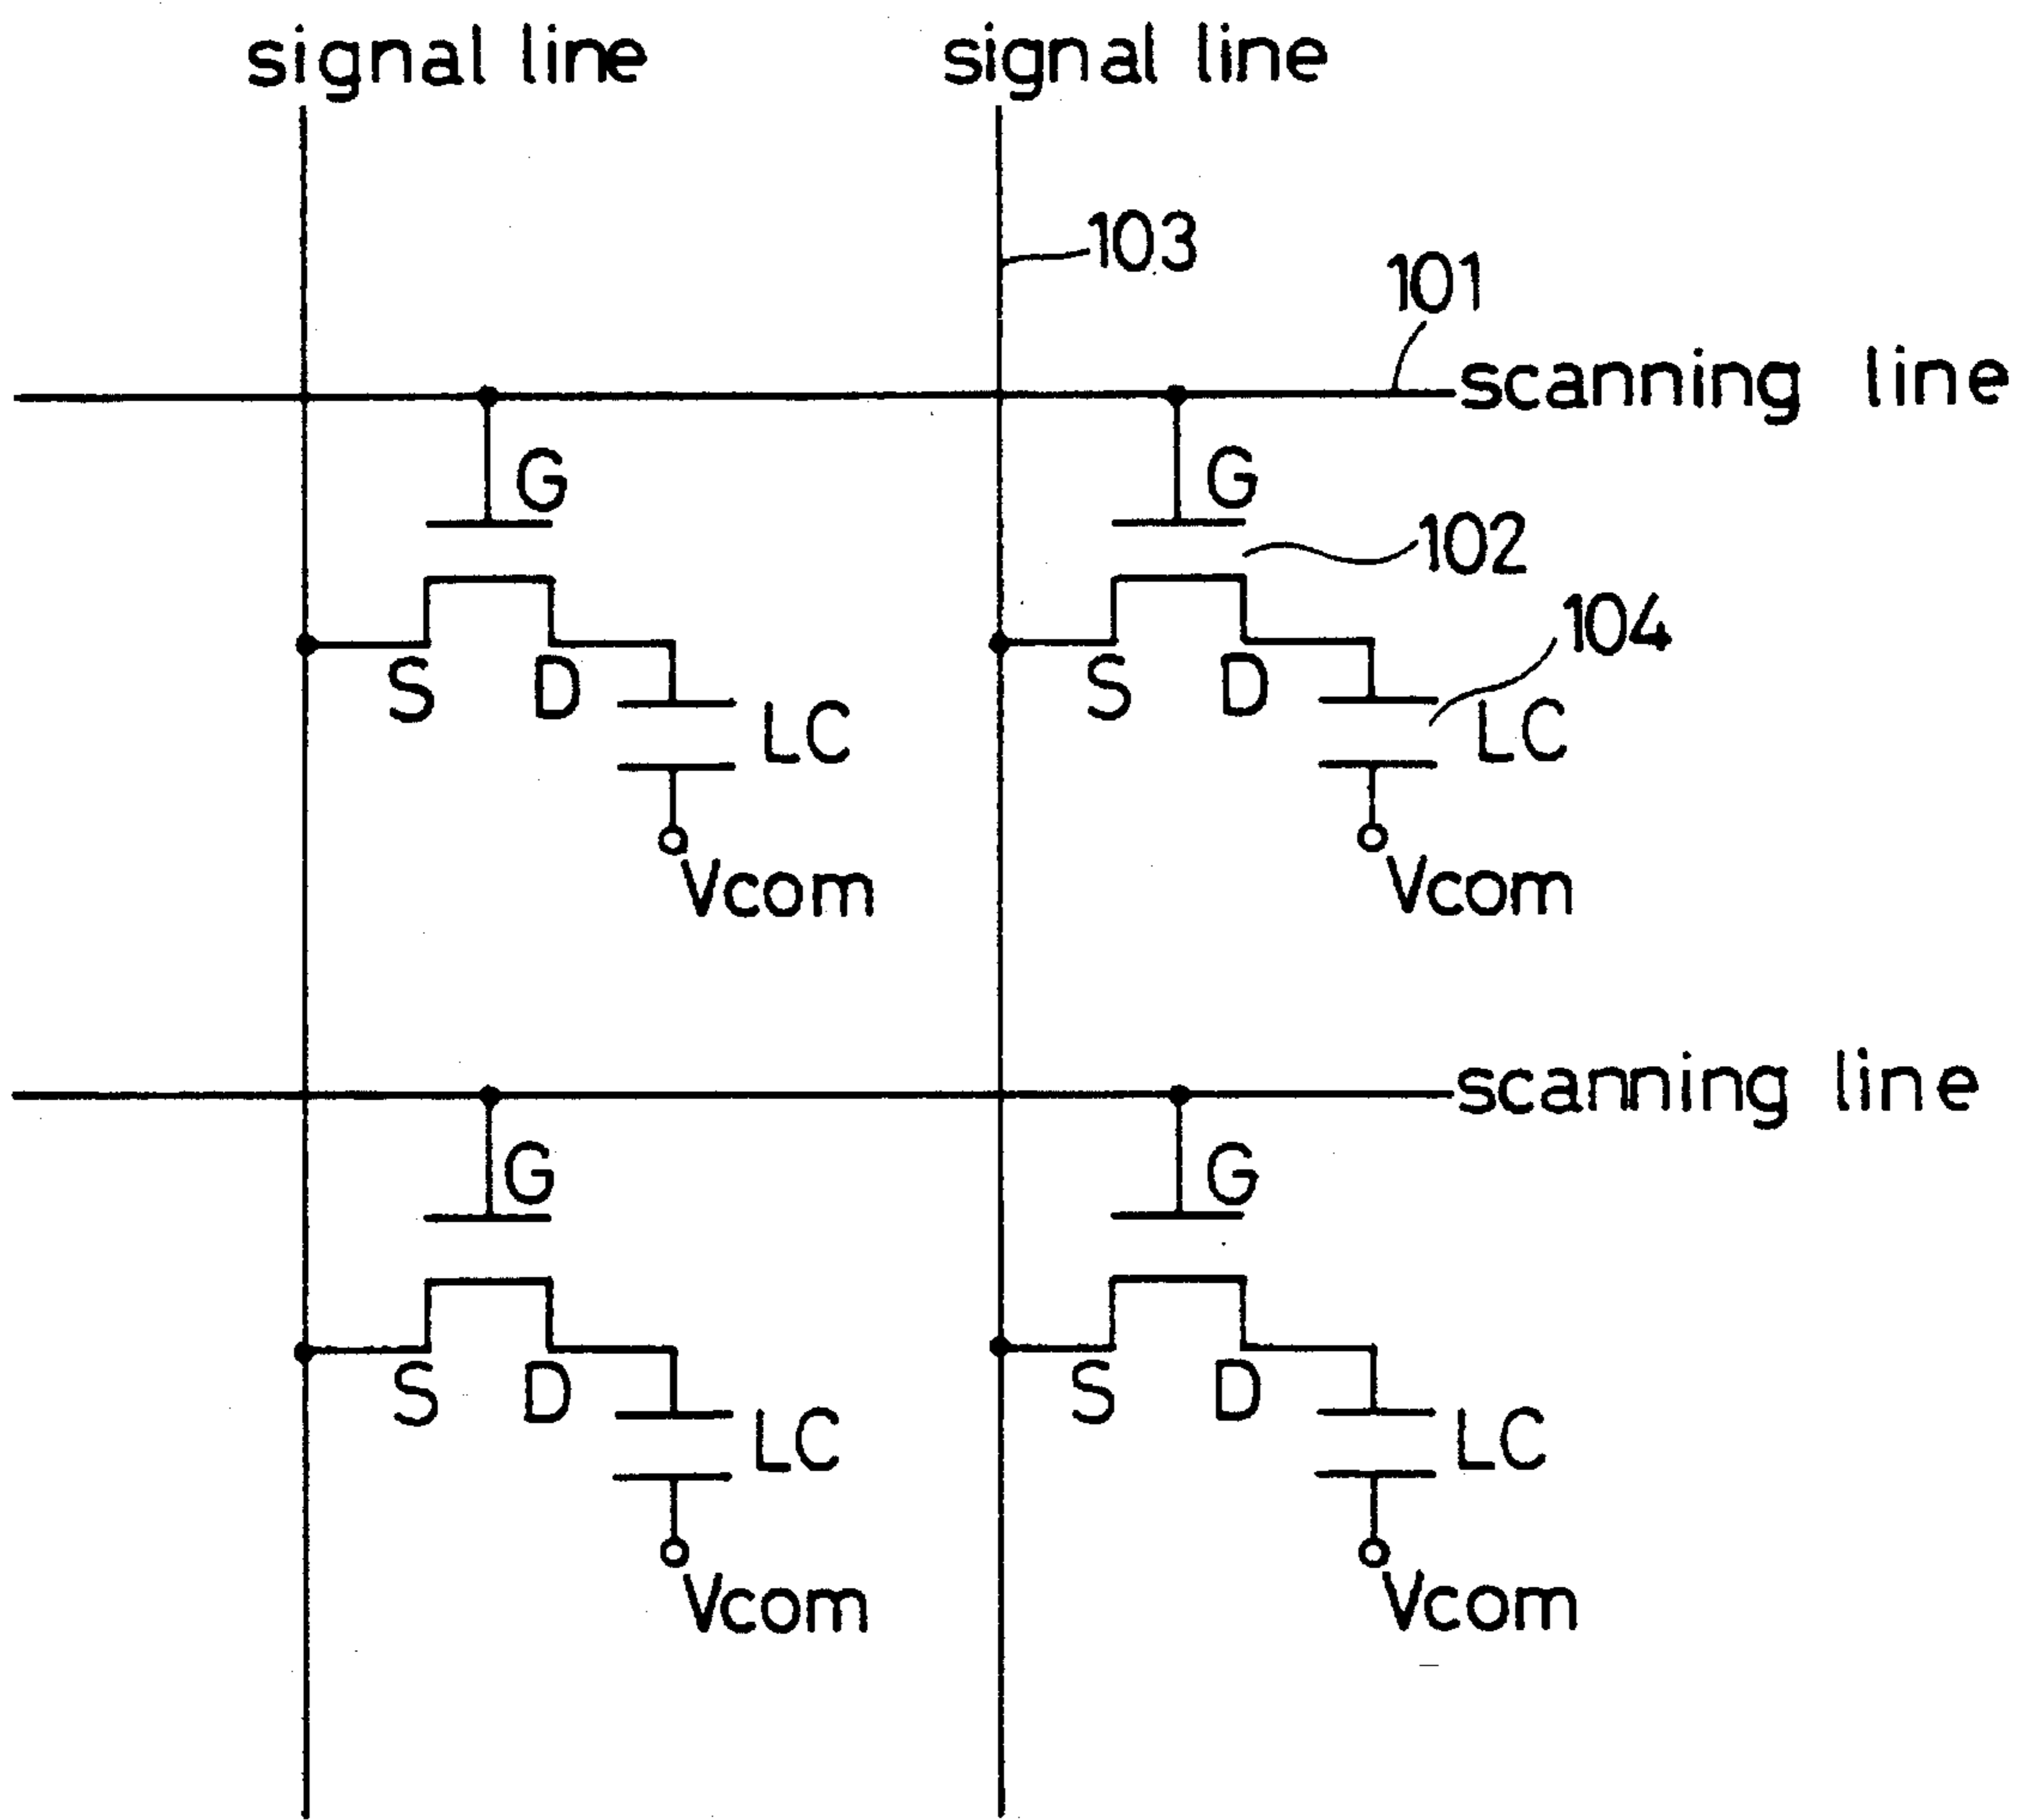 signal line signal line
103
101
scanning line
G G
102
104
S D S D
LC LC
Vcom Vcom
scanning line
G G
S D S D
LC LC
Vcom Vcom